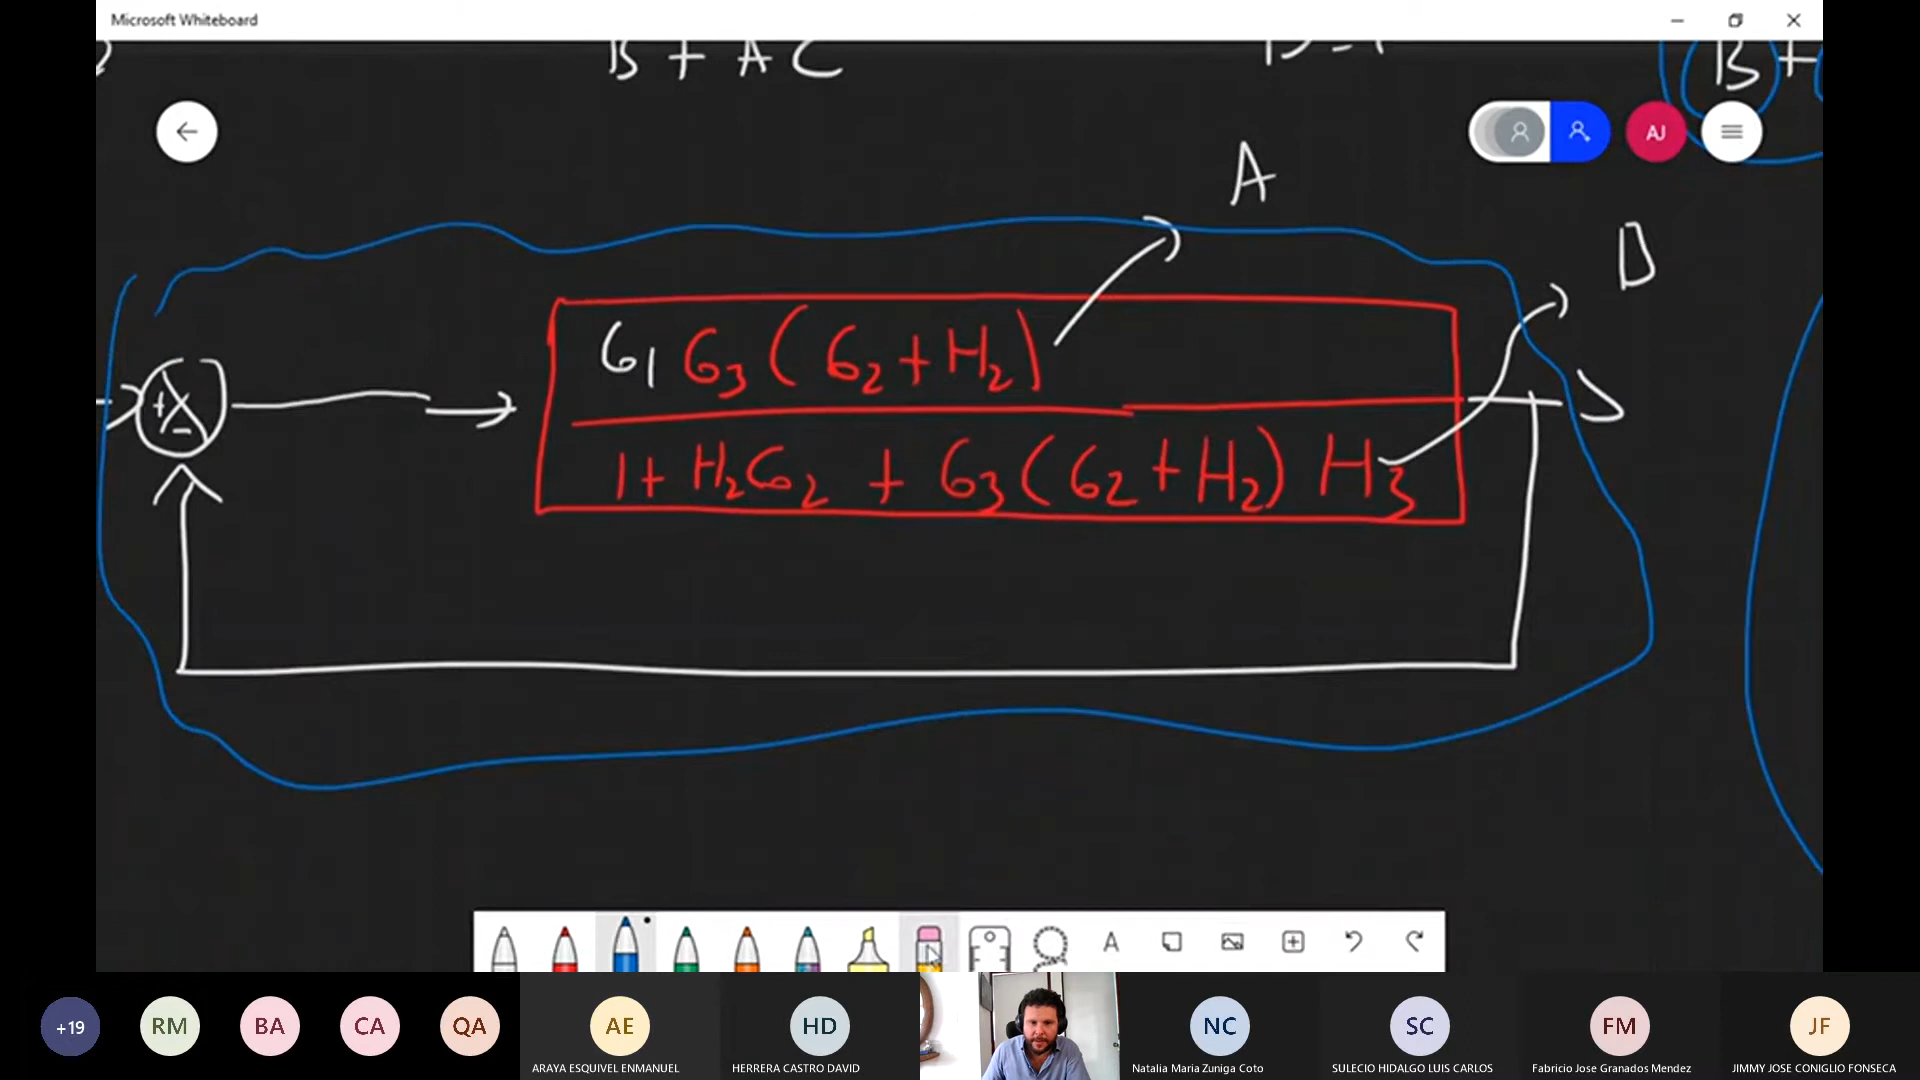 Microsoft Whiteboard
B + A C
B +
AJ
A
B
G1 G3 ( G2 + H2 )
1 + H2G2 + G3 ( G2 + H2 ) H3
+
-
A
+19
RM
BA
CA
QA
AE
HD
NC
SC
FM
JF
ARAYA ESQUIVEL ENMANUEL
HERRERA CASTRO DAVID
Natalia Maria Zuniga Coto
SULECIO HIDALGO LUIS CARLOS
Fabricio Jose Granados Mendez
JIMMY JOSE CONIGLIO FONSECA